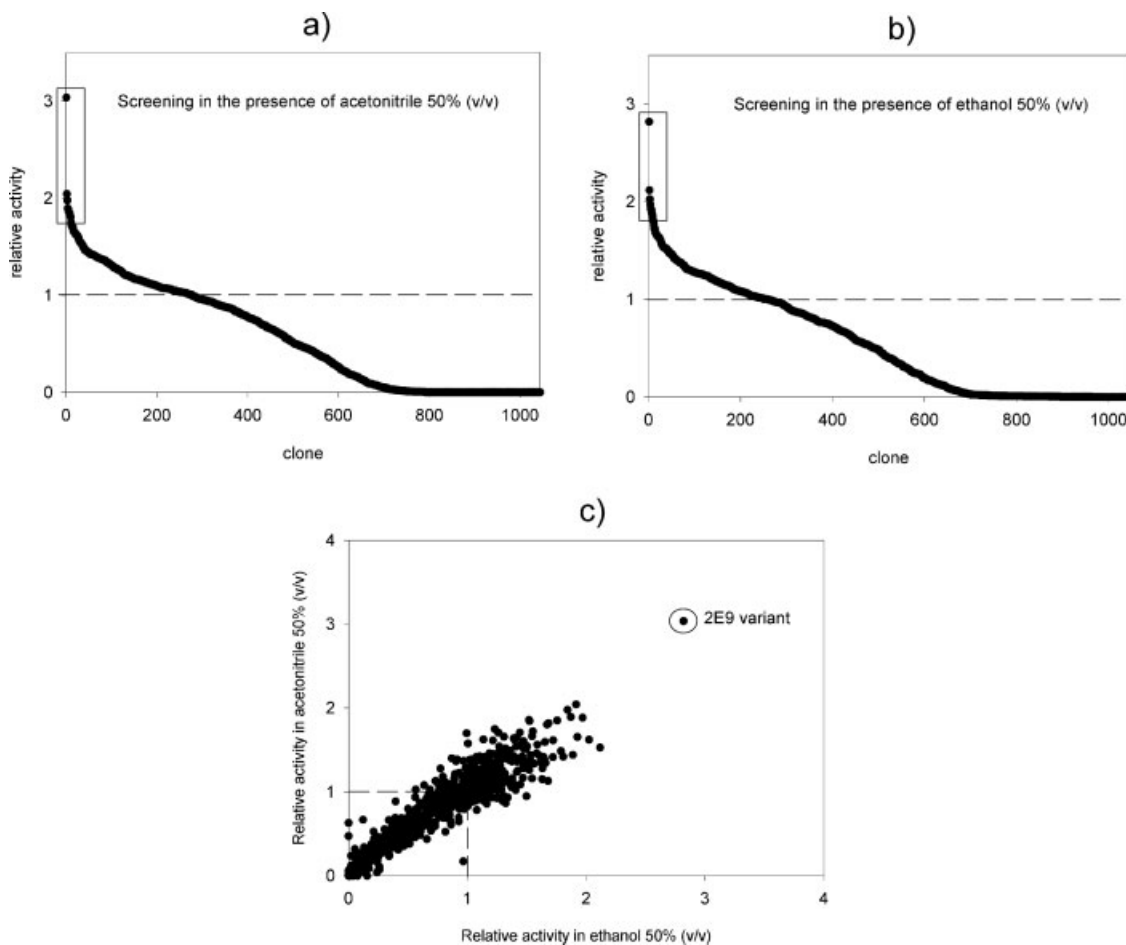 a)
Screening in the presence of acetonitrile 50% (v/v)
relative activity
3
2
1
0
0 200 400 600 800 1000
clone
b)
Screening in the presence of ethanol 50% (v/v)
relative activity
3
2
1
0
0 200 400 600 800 1000
clone
c)
Relative activity in acetonitrile 50% (v/v)
4
3
2
1
0
2E9 variant
0 1 2 3 4
Relative activity in ethanol 50% (v/v)